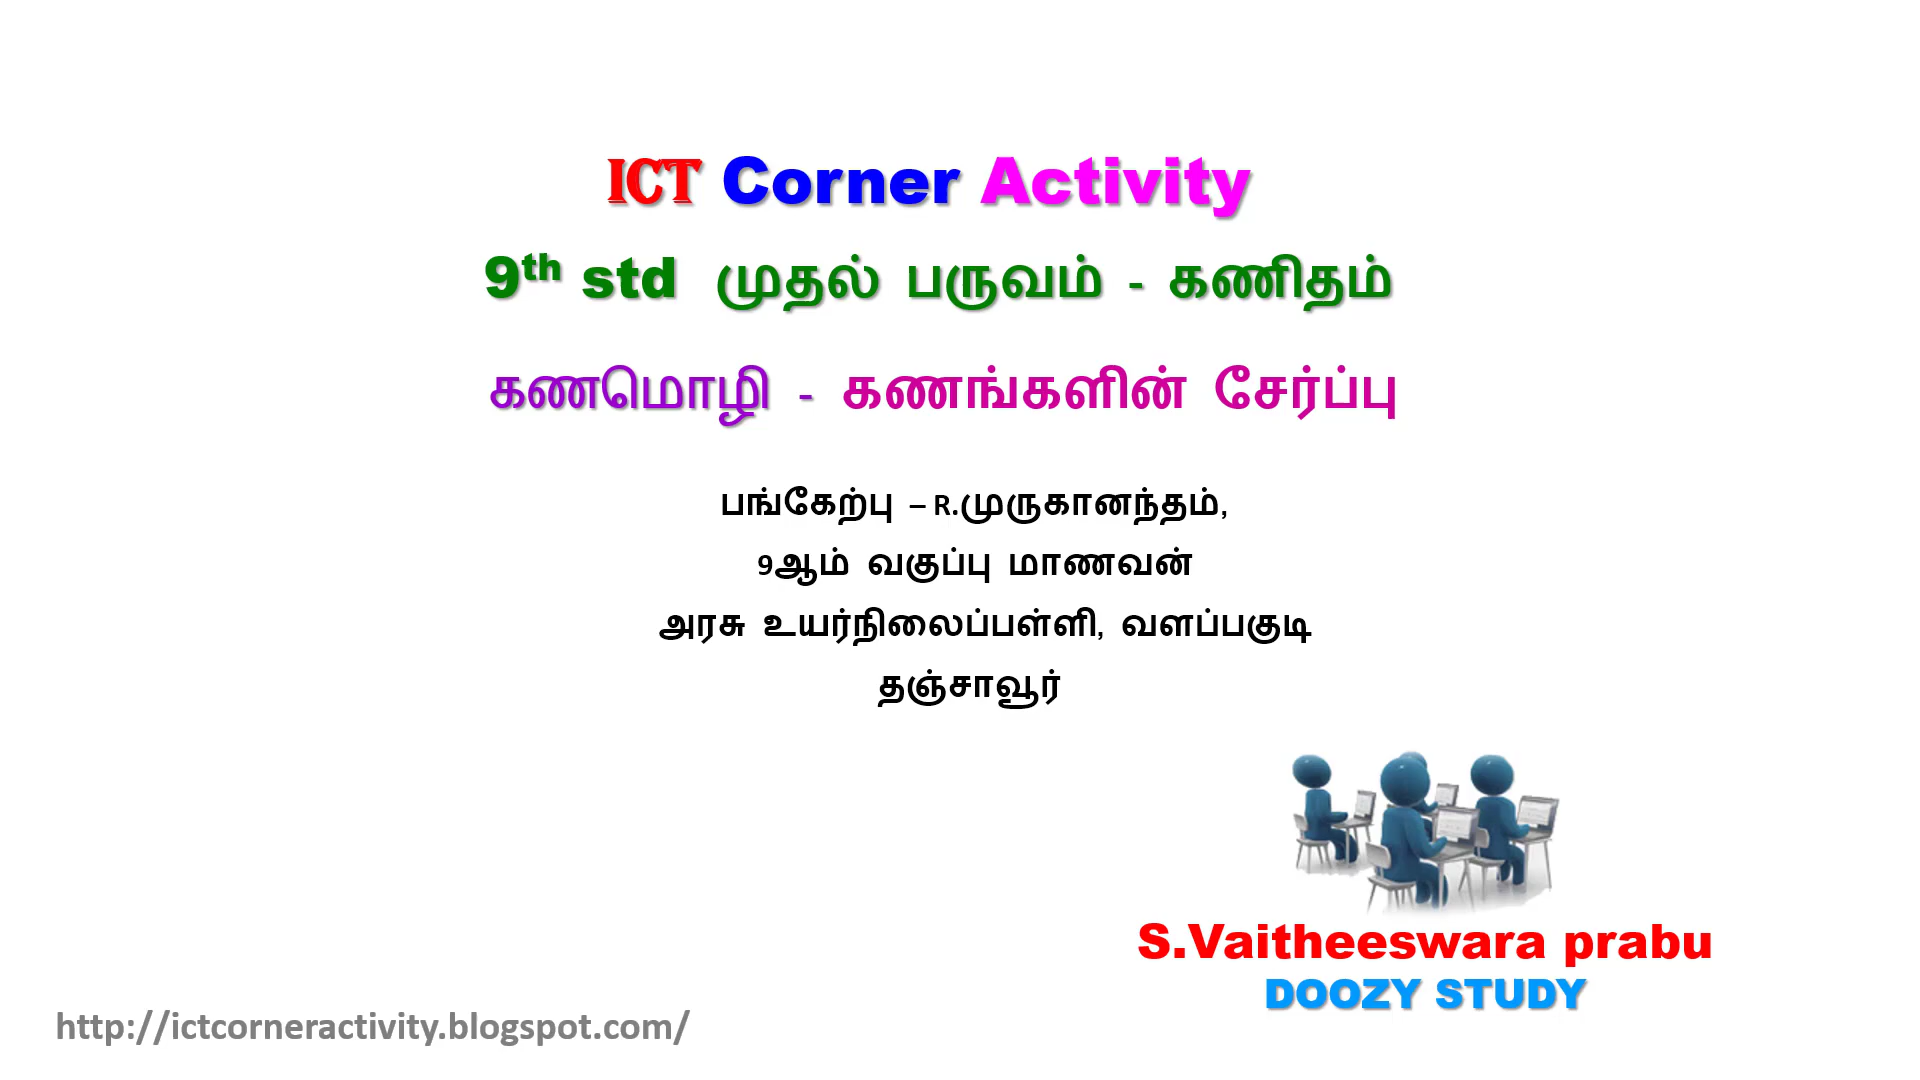 ICT Corner Activity
9th std முதல் பருவம் - கணிதம்
கணமொழி - கணங்களின் சேர்ப்பு
பங்கேற்பு – R.முருகானந்தம்,
9ஆம் வகுப்பு மாணவன்
அரசு உயர்நிலைப்பள்ளி, வளப்பகுடி
தஞ்சாவூர்
S.Vaitheeswara prabu
DOOZY STUDY
http://ictcorneractivity.blogspot.com/